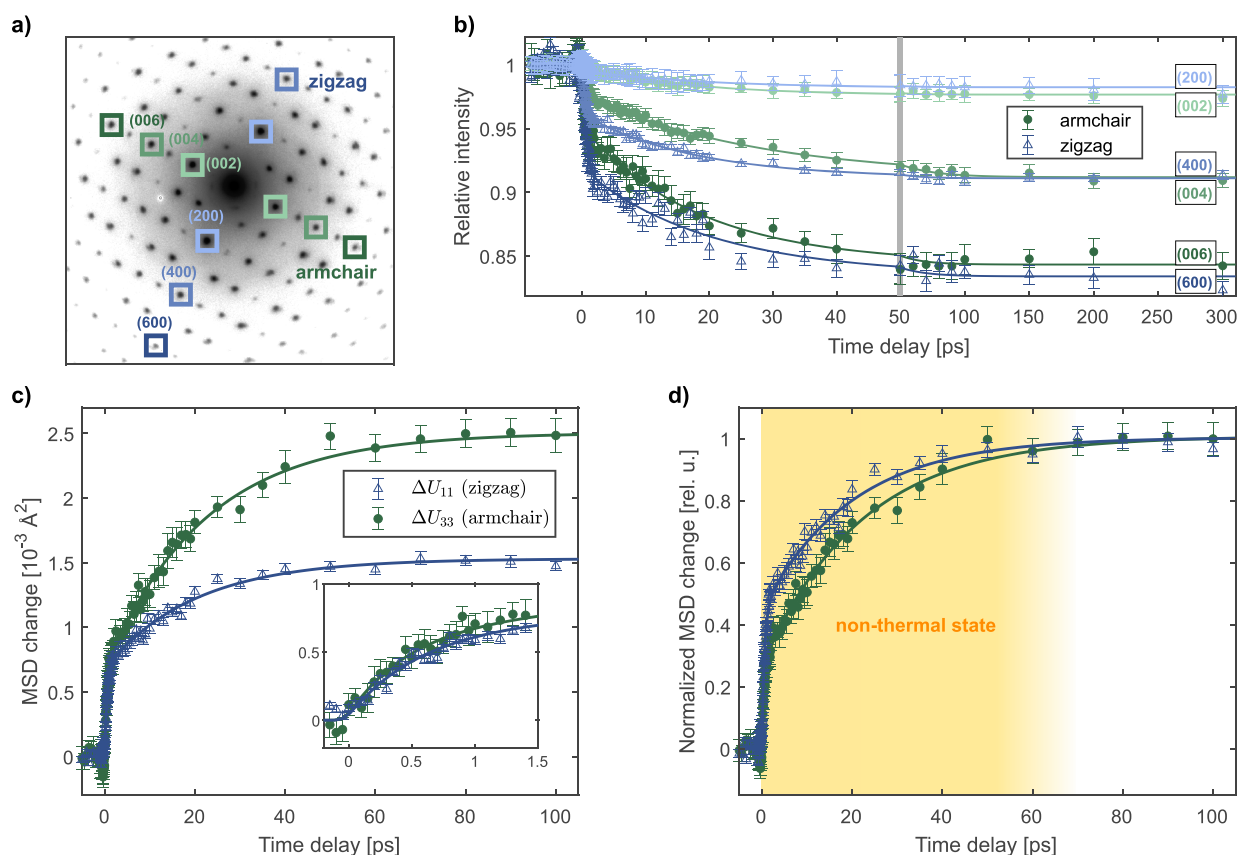 a)
zigzag
(006)
(004)
(002)
(200)
armchair
(400)
(600)
b)
Relative intensity
1
0.95
0.9
0.85
(200)
(002)
armchair
zigzag
(400)
(004)
(006)
(600)
0 10 20 30 40 50 100 150 200 300
Time delay [ps]
c)
MSD change [10⁻³ Å²]
2.5
2
1.5
1
0.5
0
ΔU₁₁ (zigzag)
ΔU₃₃ (armchair)
1
0.5
0
0 0.5 1 1.5
0 20 40 60 80 100
Time delay [ps]
d)
Normalized MSD change [rel. u.]
1
0.8
0.6
0.4
0.2
0
non-thermal state
0 20 40 60 80 100
Time delay [ps]